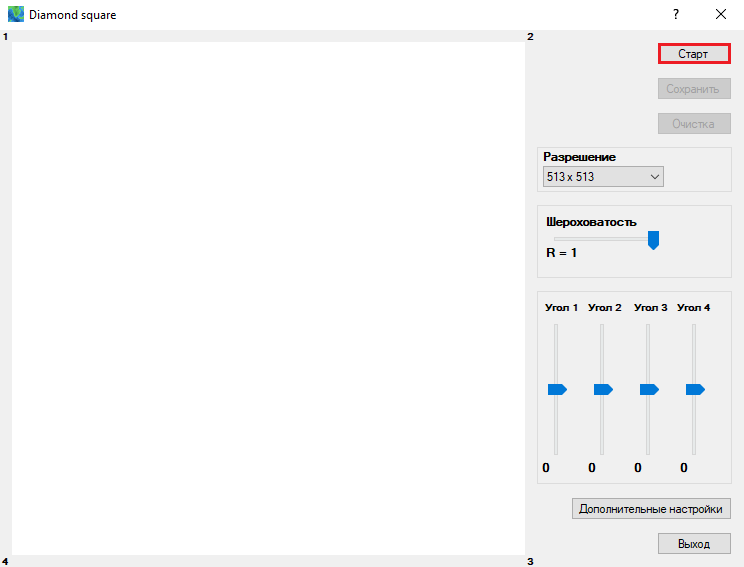 Diamond square
?
1
2
Старт
Сохранить
Очистка
Разрешение
513 x 513
Шероховатость
R = 1
Угол 1 Угол 2 Угол 3 Угол 4
0 0 0 0
Дополнительные настройки
Выход
4
3